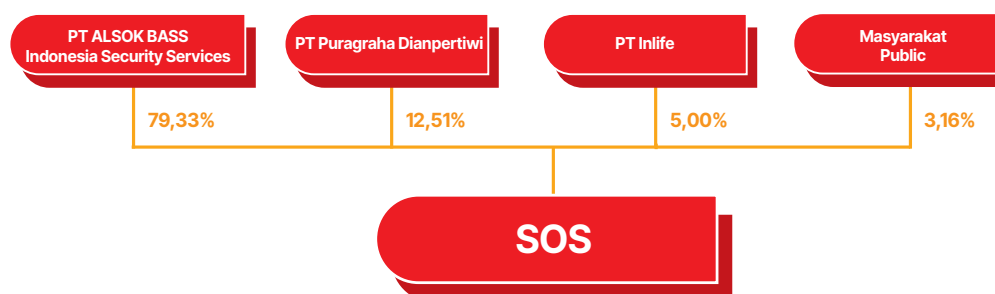 PT ALSOK BASS
Indonesia Security Services
PT Puragraha Dianpertiwi
PT Inlife
Masyarakat
Public
79,33%
12,51%
5,00%
3,16%
SOS